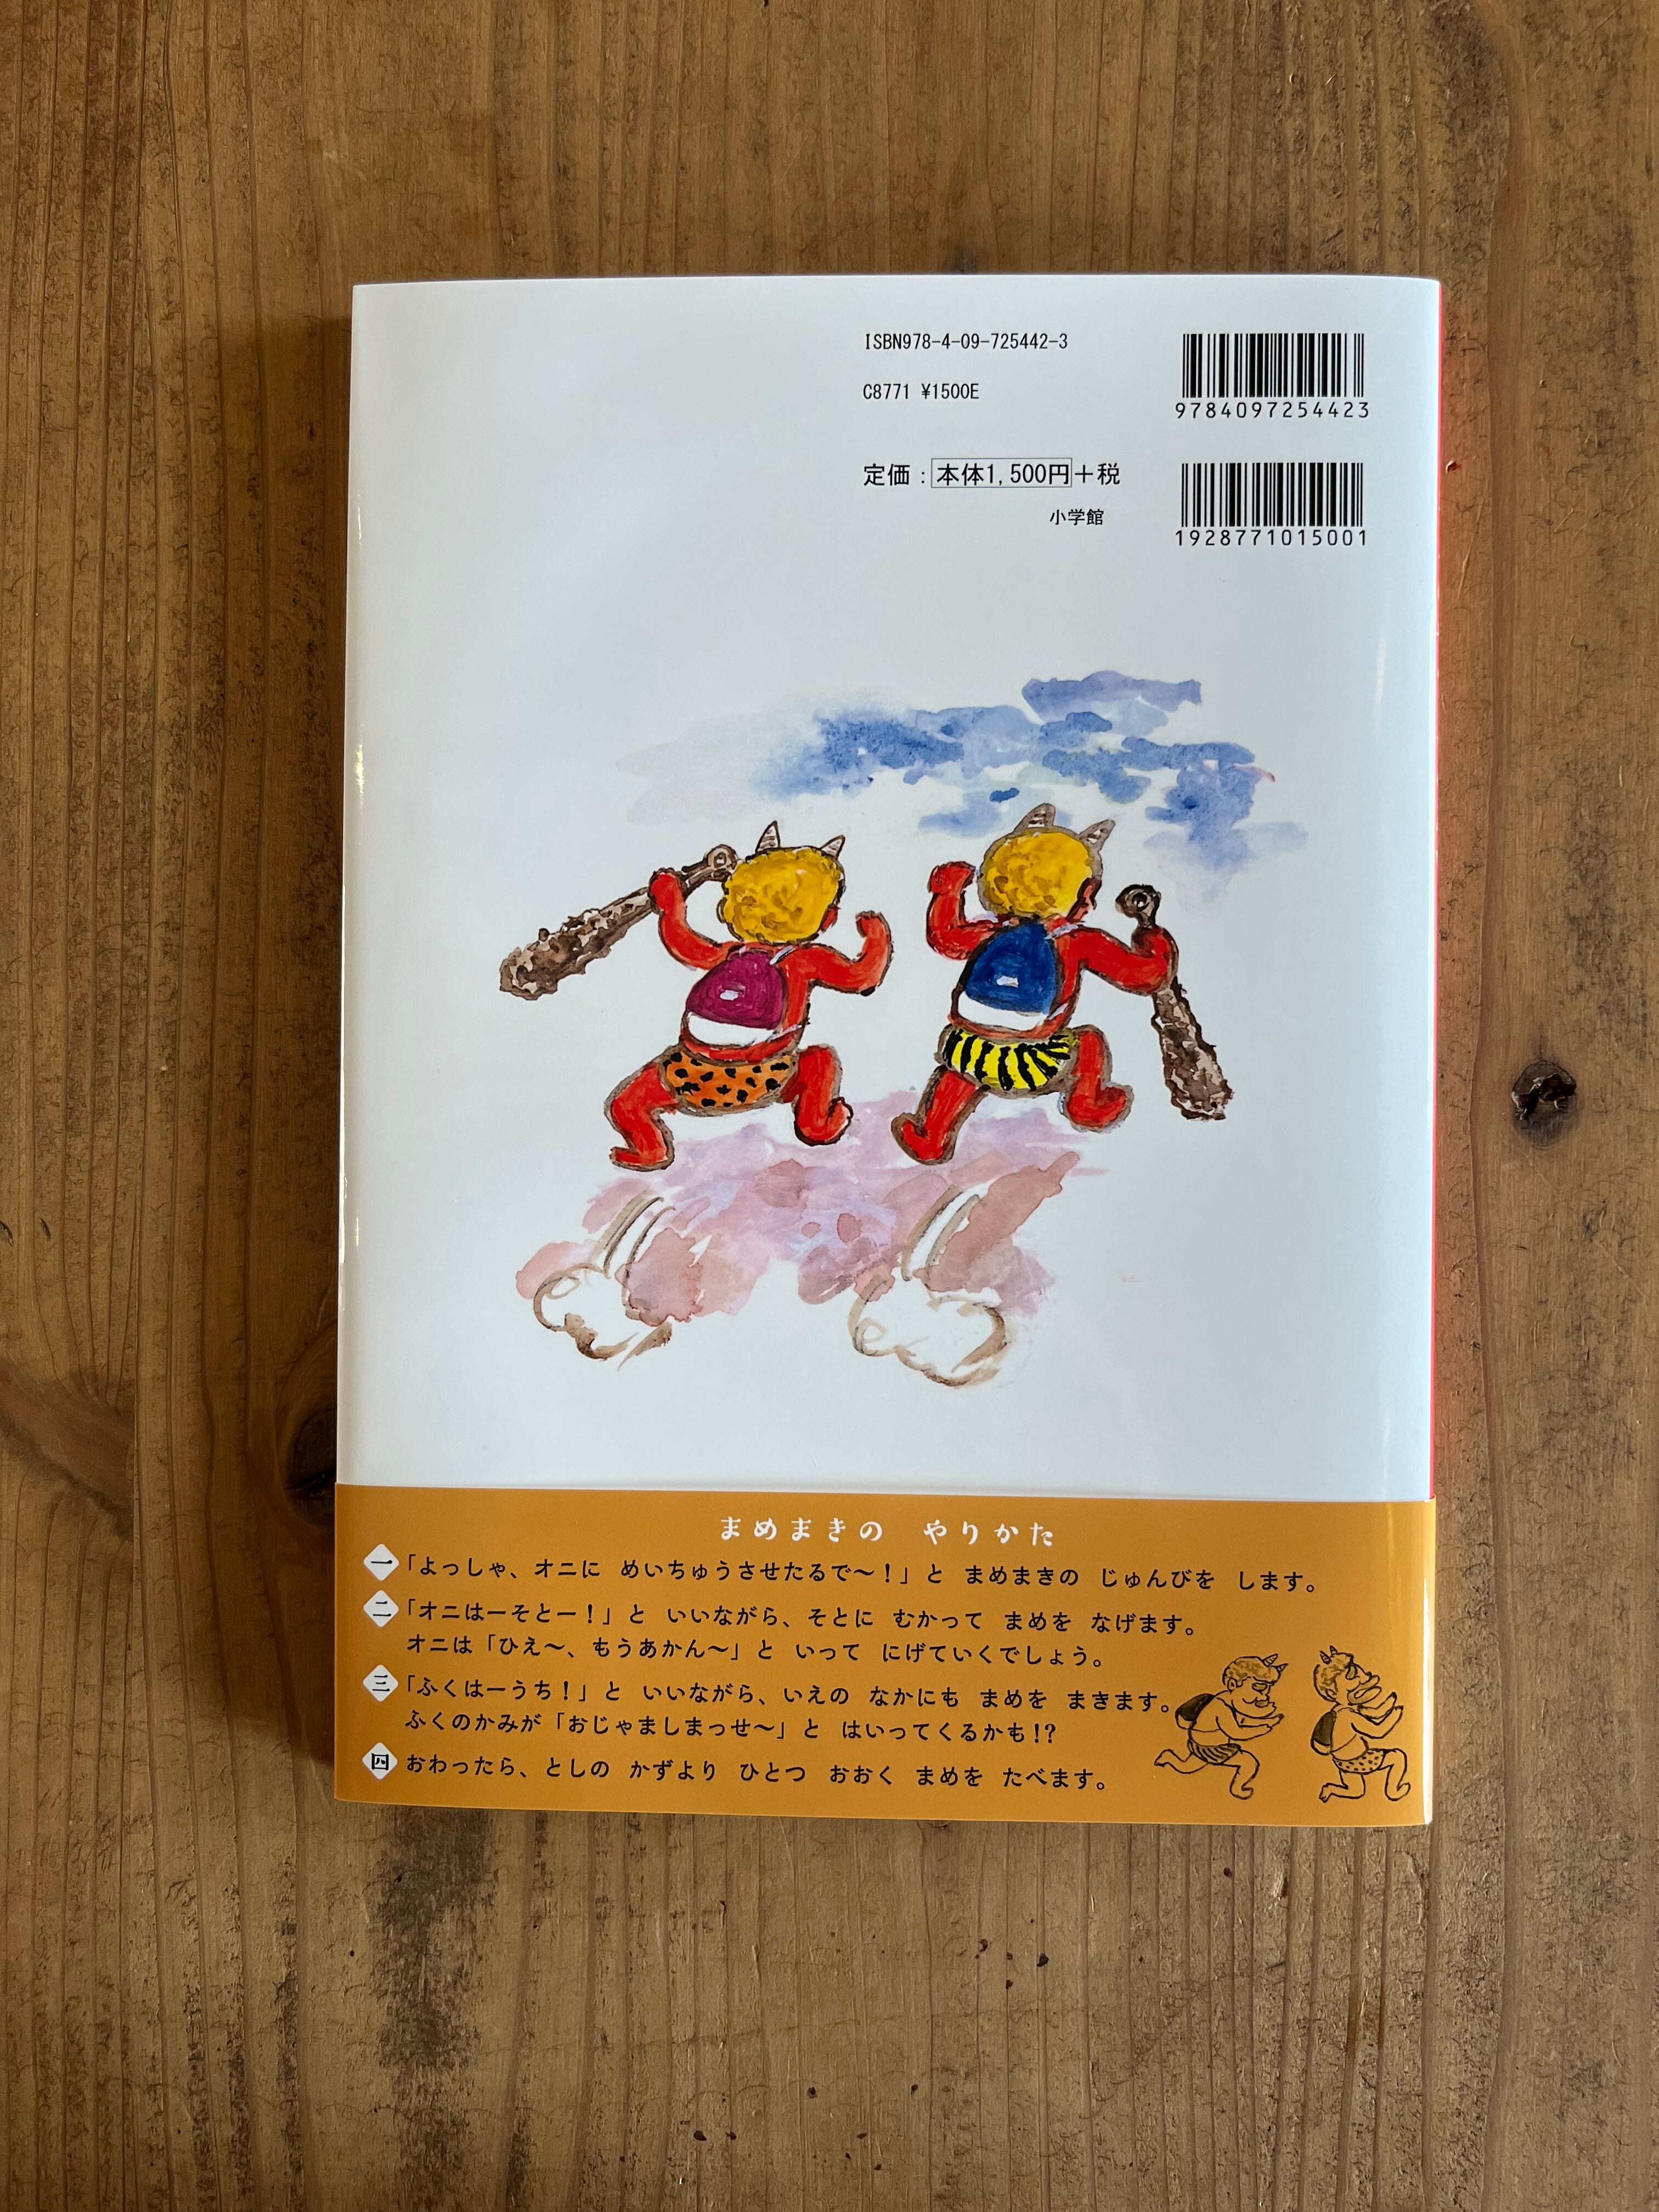 ISBN978-4-09-725442-3
C8771 ¥1500E
定価：本体1,500円＋税
小学館
9784097254423
1928771015001
まめまきの やりかた
一 「よっしゃ、オニに めいちゅうさせたるで〜！」と まめまきの じゅんびを します。
二 「オニはーそとー！」と いいながら、そとに むかって まめを なげます。
オニは「ひえ〜、もうあかん〜」と いって にげていくでしょう。
三 「ふくはーうち！」と いいながら、いえの なかにも まめを まきます。
ふくのかみが「おじゃましまっせ〜」と はいってくるかも!?
四 おわったら、としの かずより ひとつ おおく まめを たべます。